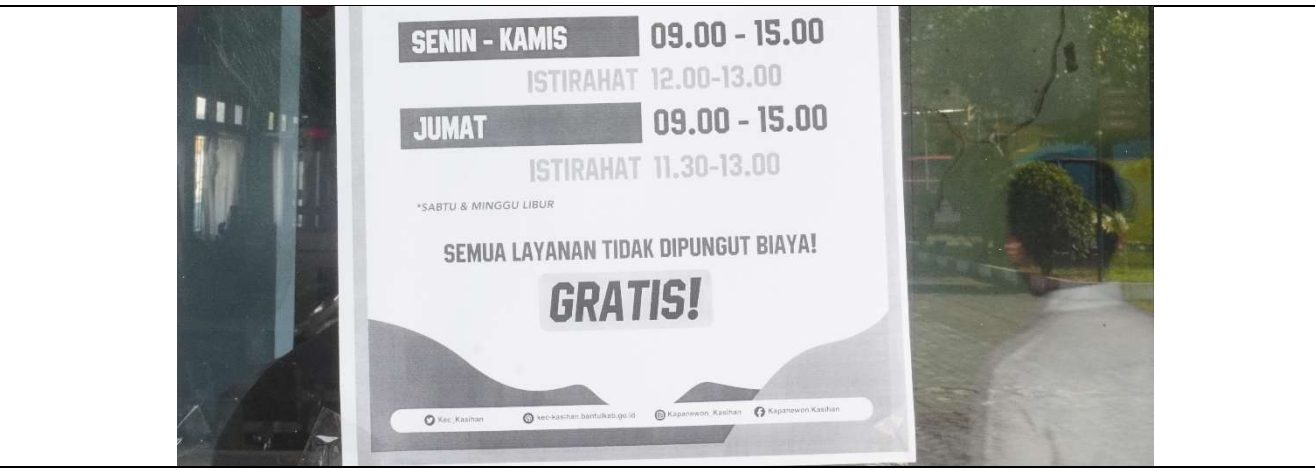 SENIN - KAMIS 09.00 - 15.00
ISTIRAHAT 12.00-13.00
JUMAT 09.00 - 15.00
ISTIRAHAT 11.30-13.00
*SABTU & MINGGU LIBUR
SEMUA LAYANAN TIDAK DIPUNGUT BIAYA!
GRATIS!
Kec_Kasihan kec-kasihan.bantulkab.go.id Kapanewon_Kasihan Kapanewon Kasihan